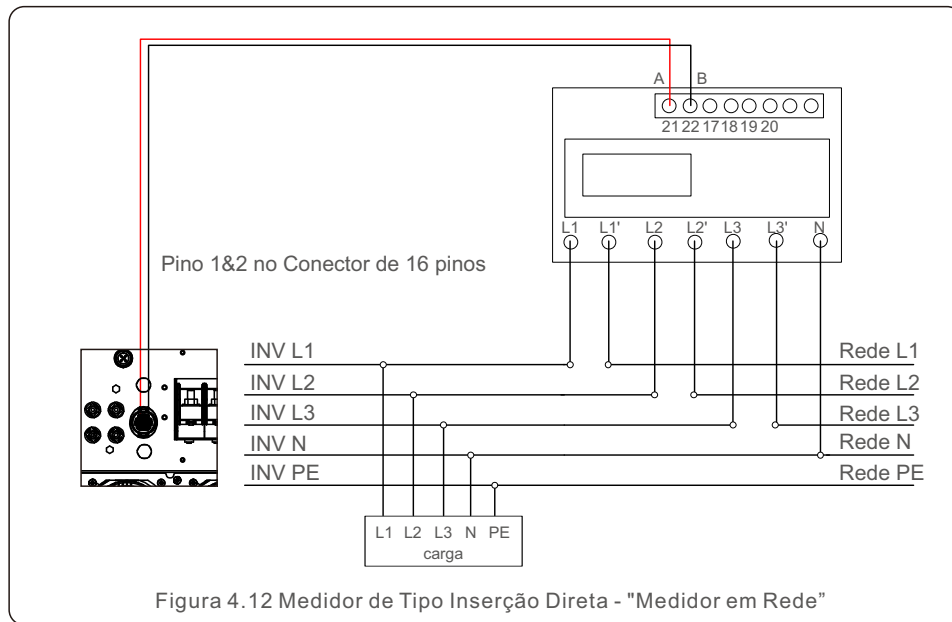 A B
21 22 17 18 19 20
L1 L1' L2 L2' L3 L3' N
Pino 1&2 no Conector de 16 pinos
INV L1 Rede L1
INV L2 Rede L2
INV L3 Rede L3
INV N Rede N
INV PE Rede PE
L1 L2 L3 N PE
carga
Figura 4.12 Medidor de Tipo Inserção Direta - "Medidor em Rede”